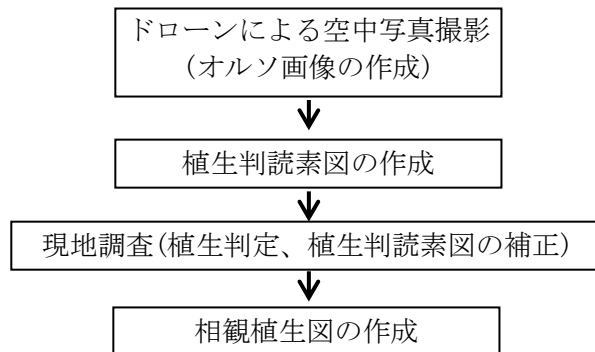 ドローンによる空中写真撮影
(オルソ画像の作成)
植生判読素図の作成
現地調査(植生判定、植生判読素図の補正)
相観植生図の作成